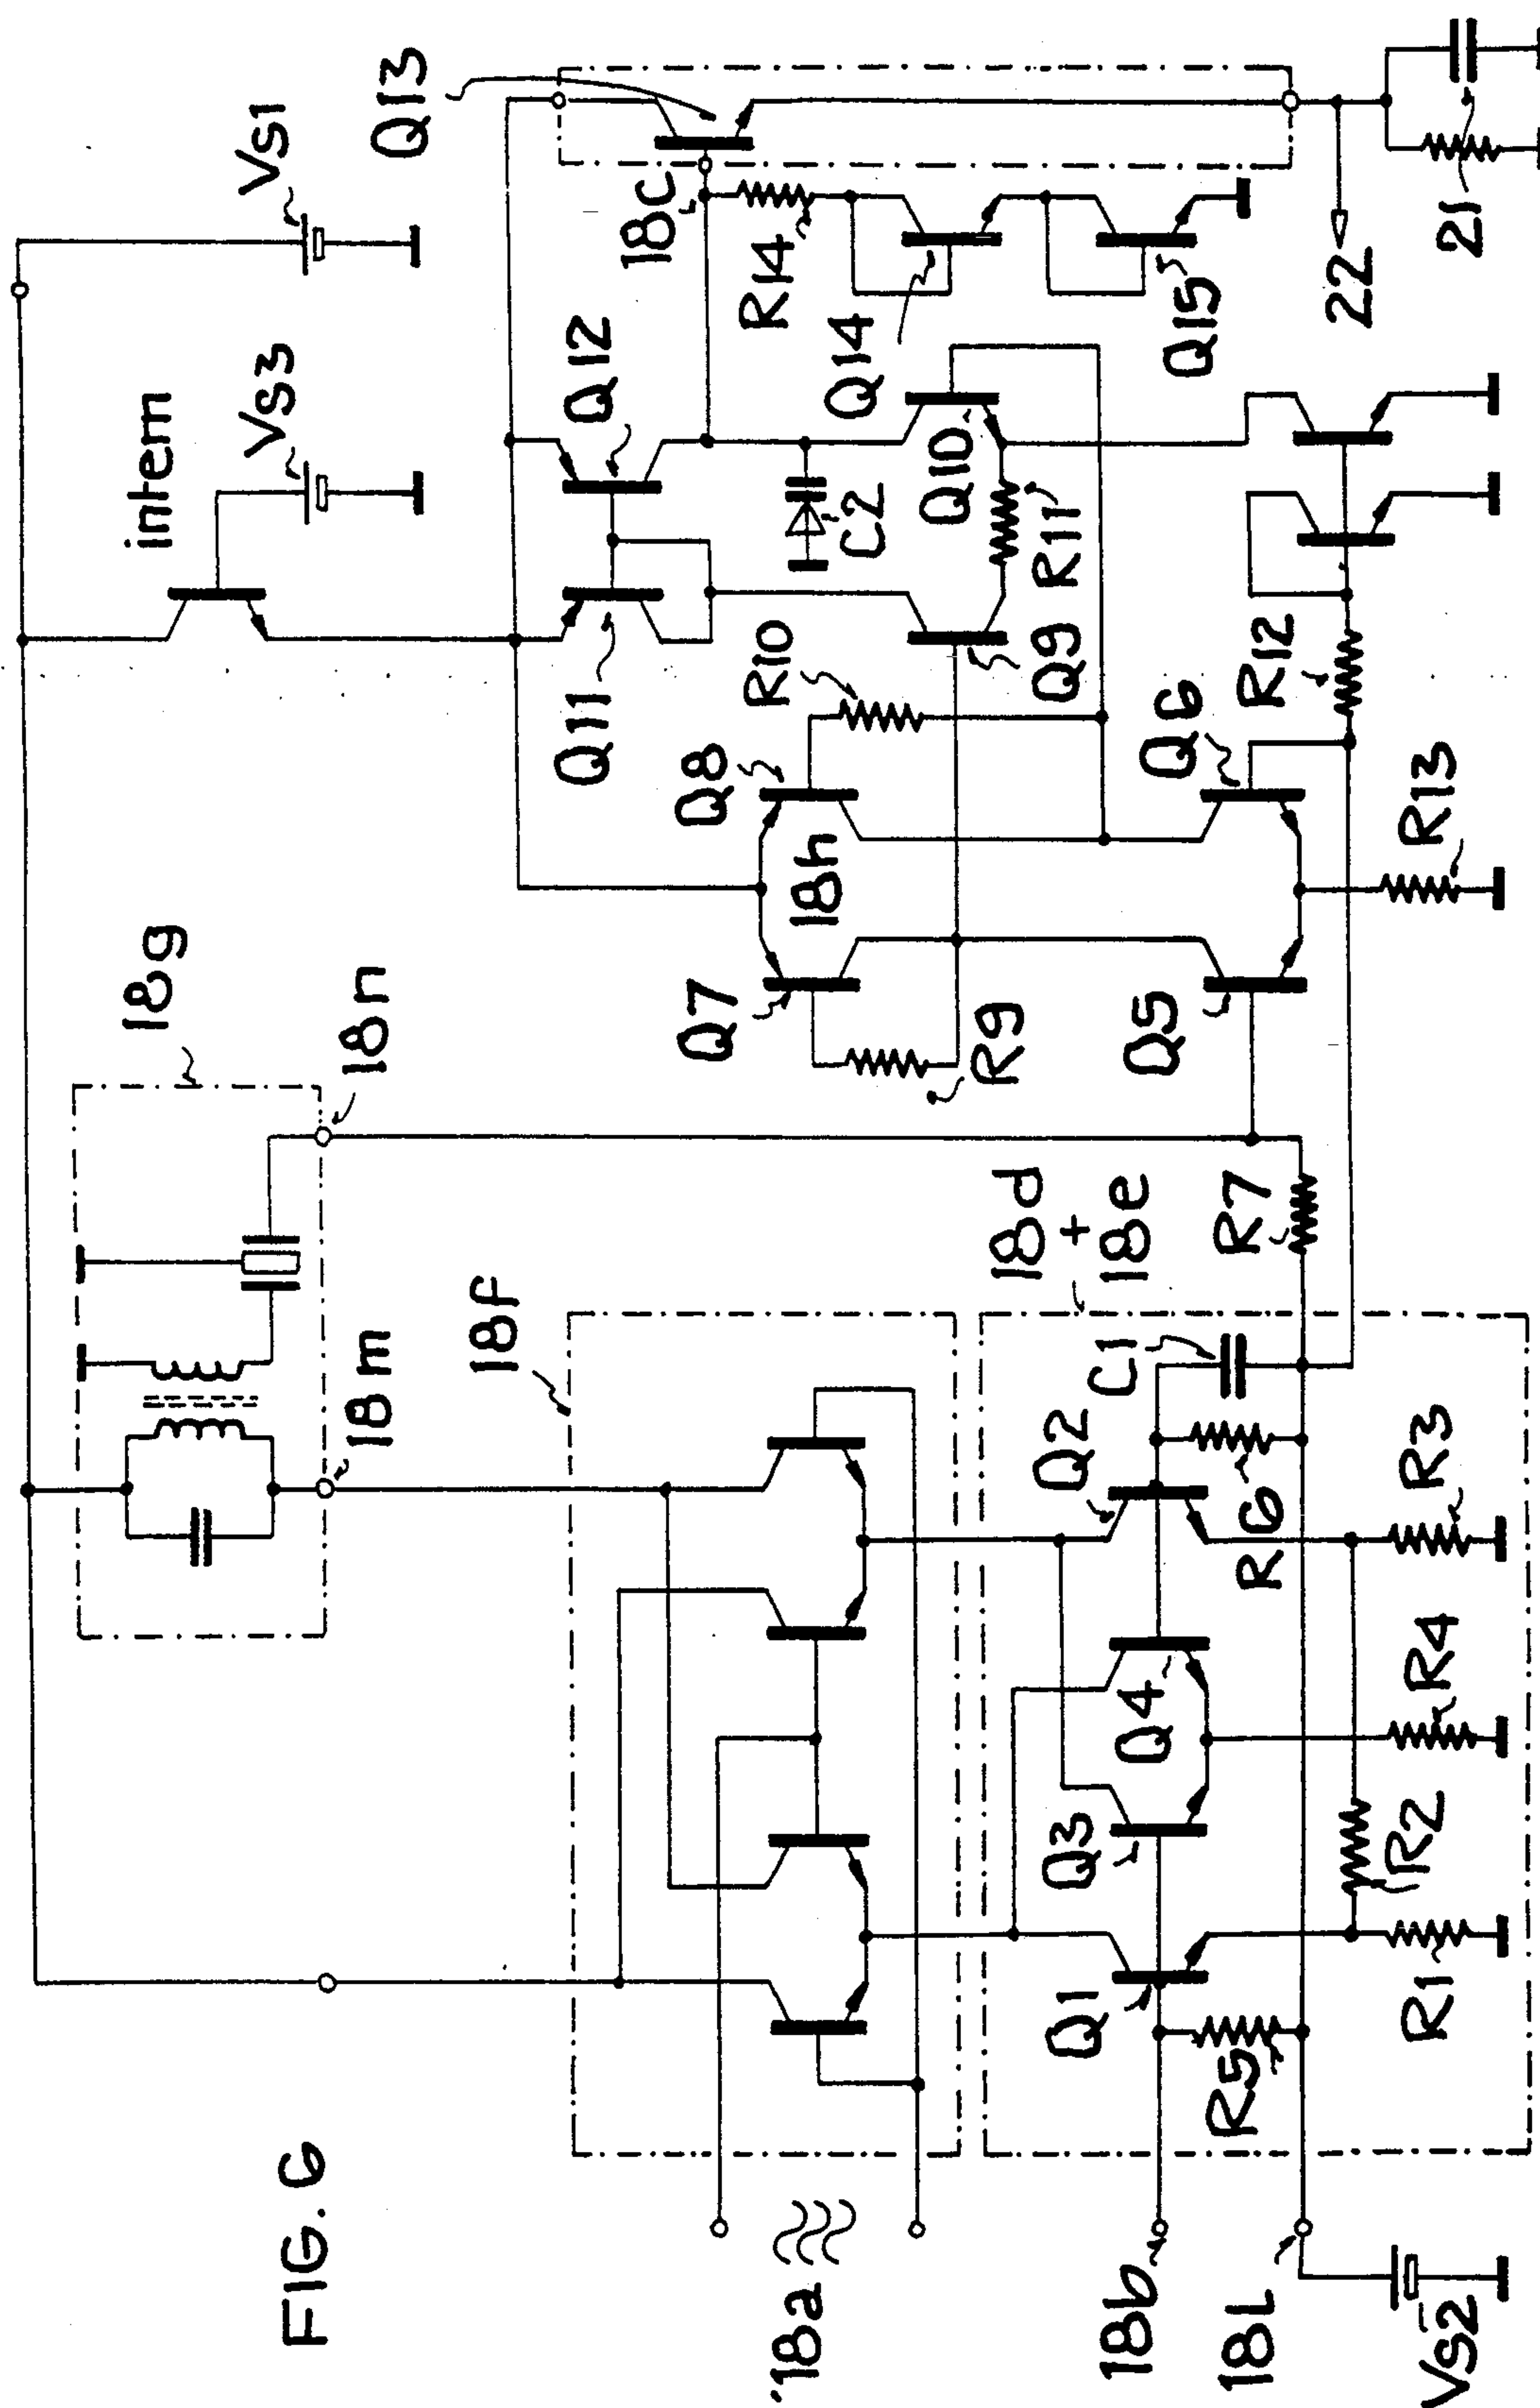 FIG. 6
18g
18n
18m
intem
Vs3
Vs1
Q13
18f
Q7
Q8
18h
R10
R9
Q11
Q12
C2
Q9
R11
Q10
18c
R14
Q14
Q15
22
21
18a
18b
18L
Vs2
18d
+
18e
Q1
Q3
Q4
Q2
C1
R5
R16
R7
R1
R2
R4
R3
Q5
Q6
R12
R13